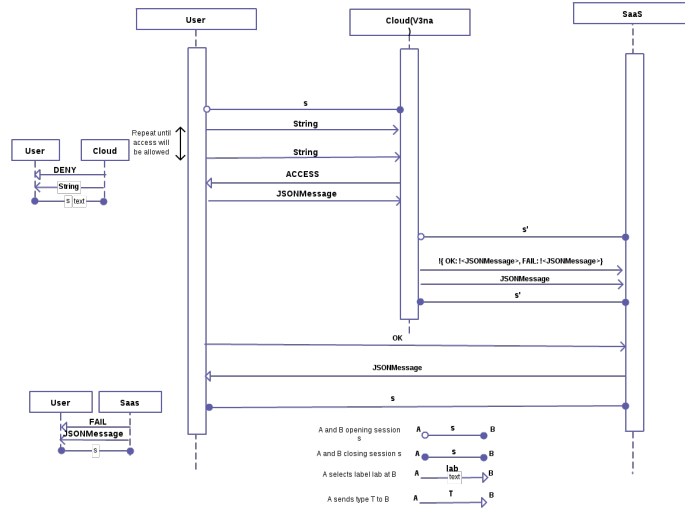 User
Cloud(V3na
)
SaaS
s
String
Repeat until
access will
be allowed
String
User
Cloud
DENY
String
s text
ACCESS
JSONMessage
s'
!{ OK: !<JSONMessage>, FAIL: !<JSONMessage>}
JSONMessage
s'
OK
JSONMessage
s
User
Saas
FAIL
JSONMessage
s
A and B opening session
s
A s B
A and B closing session s
A s B
A selects label lab at B
A lab B
text
A sends type T to B
A T B